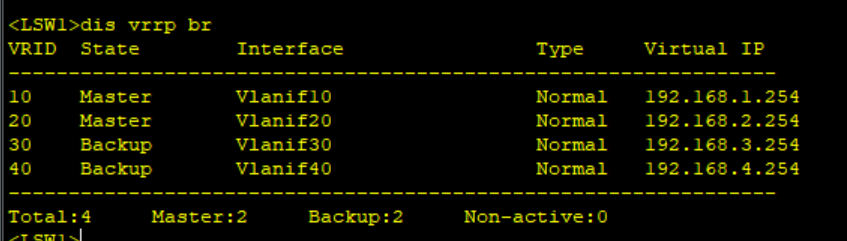 <LSW1>dis vrrp br
VRID  State        Interface                Type     Virtual IP
----------------------------------------------------------------
10    Master       Vlanif10                 Normal   192.168.1.254
20    Master       Vlanif20                 Normal   192.168.2.254
30    Backup       Vlanif30                 Normal   192.168.3.254
40    Backup       Vlanif40                 Normal   192.168.4.254
----------------------------------------------------------------
Total:4     Master:2     Backup:2     Non-active:0
<LSW1>